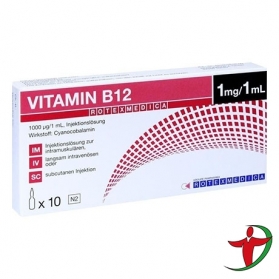 VITAMIN B12
ROTEXMEDICA
1mg/1mL
1000 µg/1 mL, Injektionslösung
Wirkstoff: Cyanocobalamin
Injektionslösung
IM zur intramuskulären,
IV langsam intravenösen oder
SC subcutanen Injektion
x 10 N2
ROTEXMEDICA